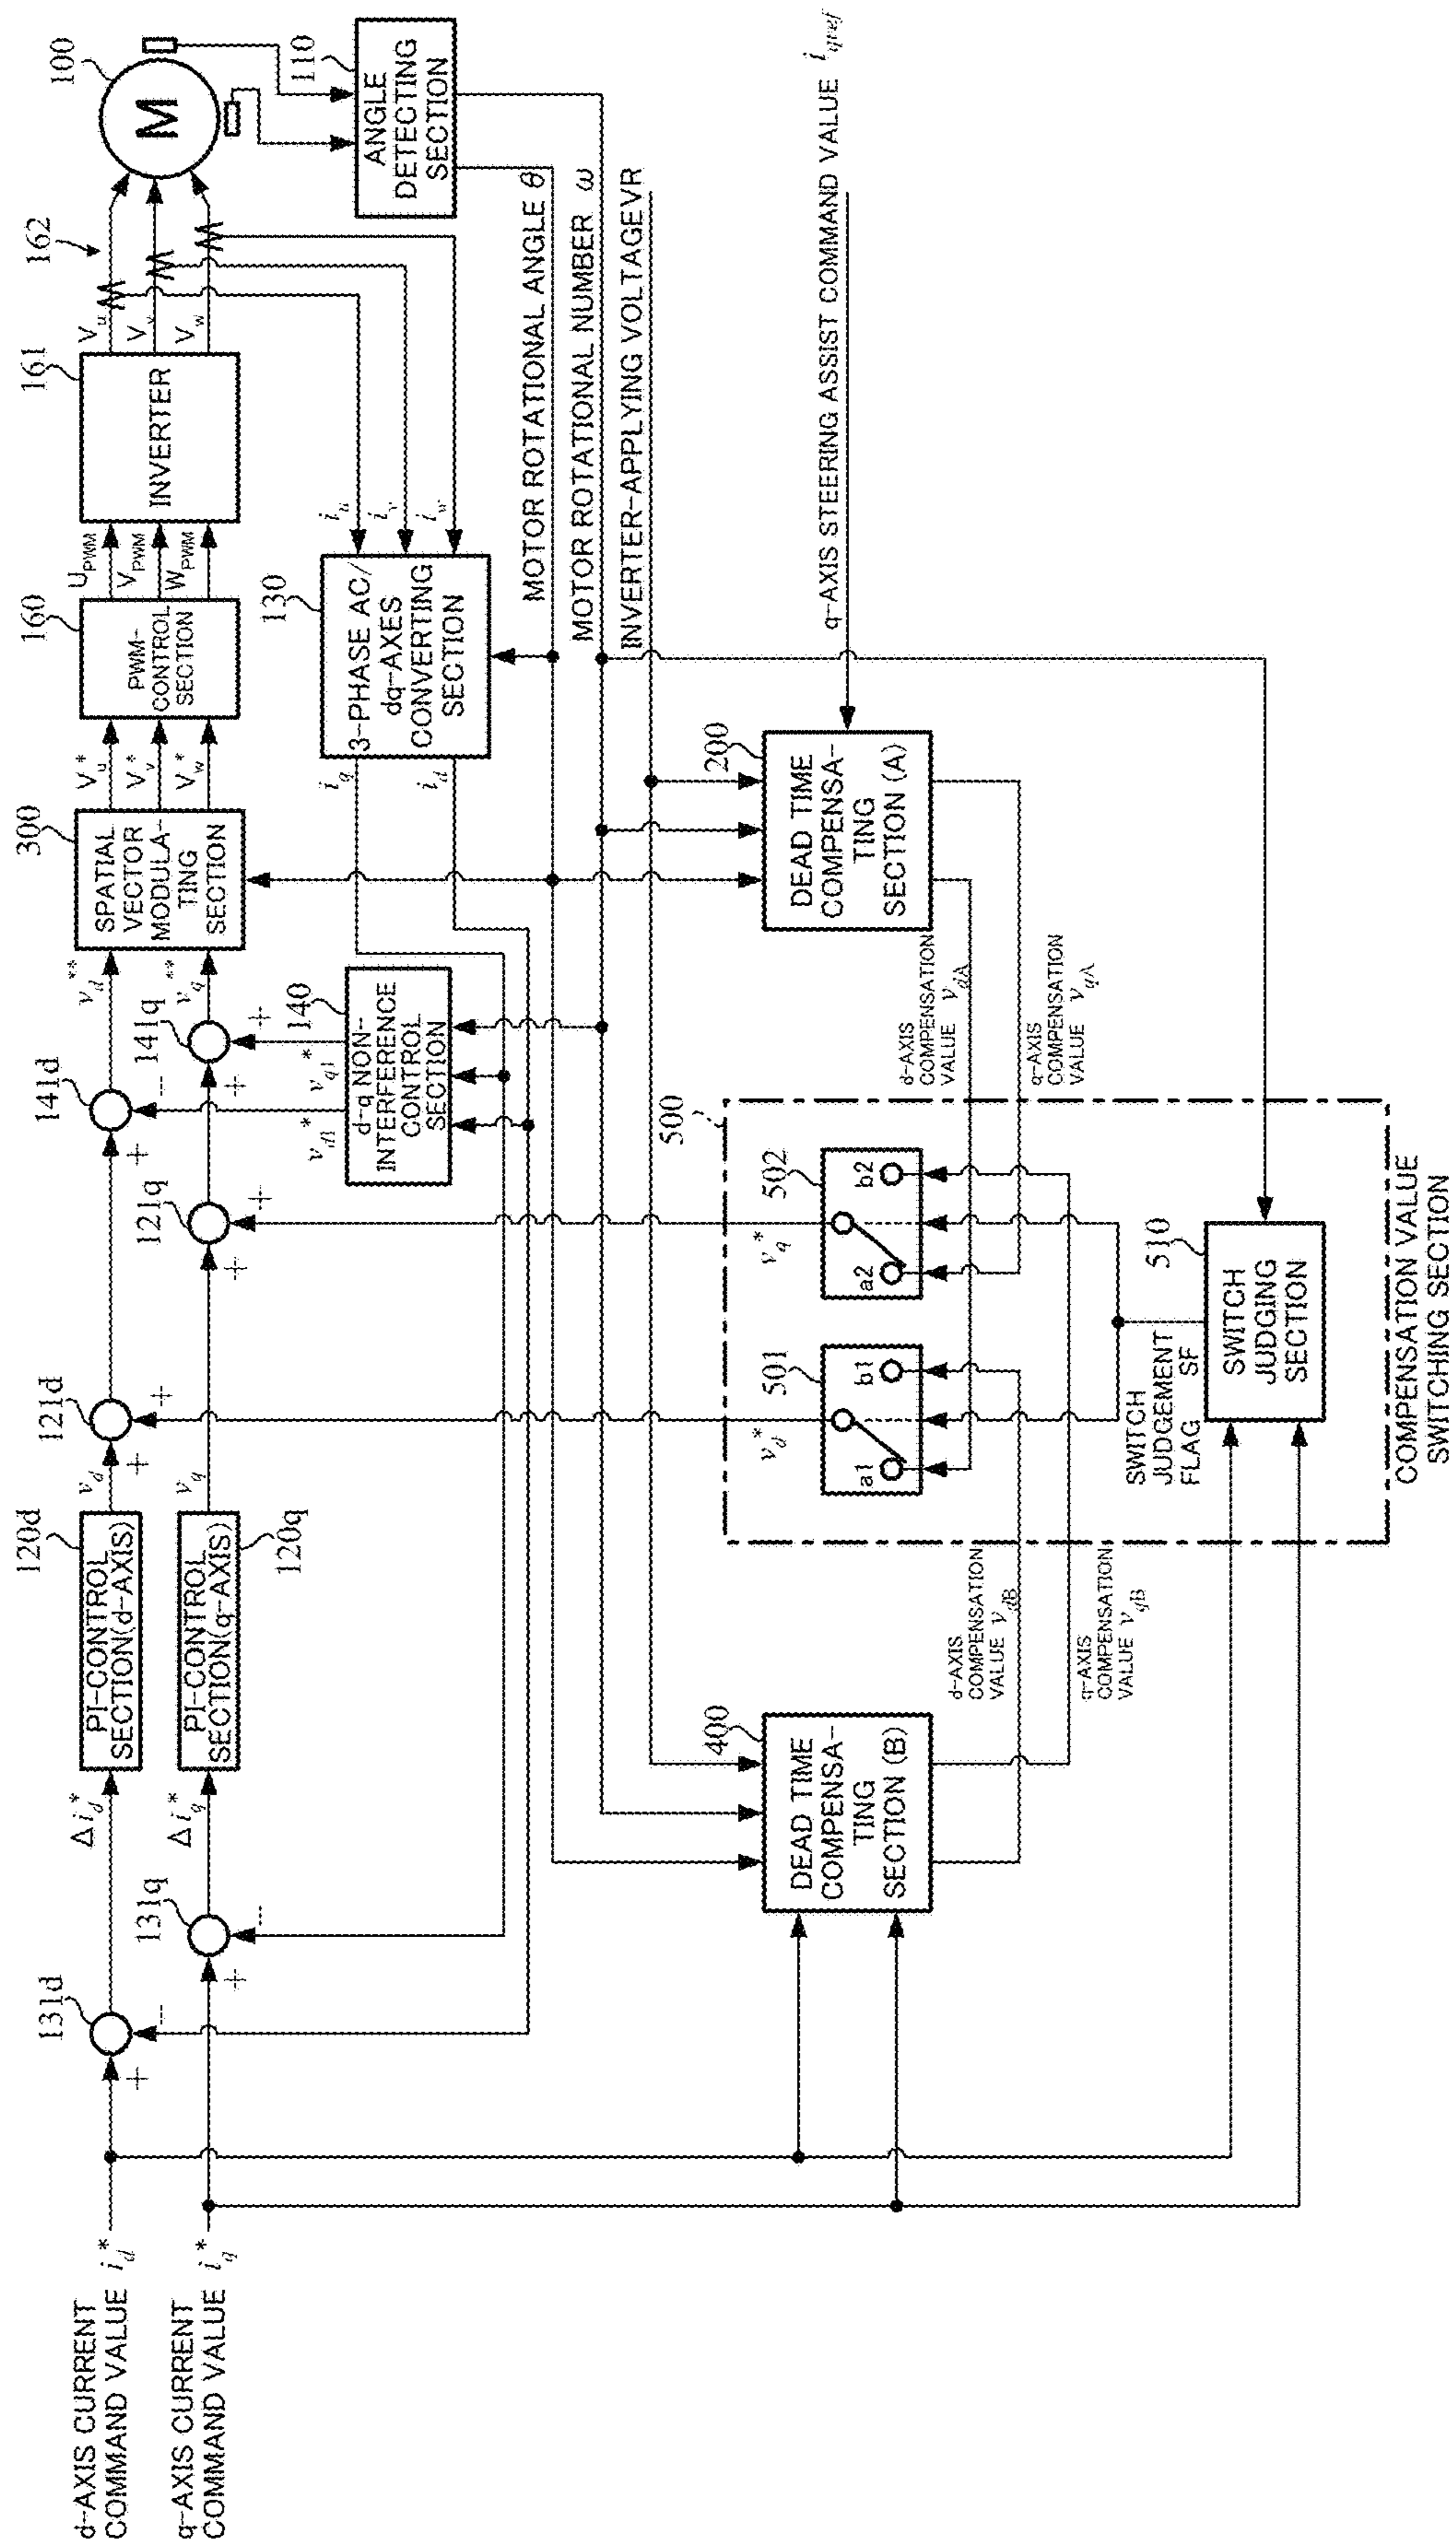 d-AXIS CURRENT
COMMAND VALUE i_d*
q-AXIS CURRENT
COMMAND VALUE i_q*
131d
+
-
131q
+
-
Δi_d*
Δi_q*
120d
PI-CONTROL
SECTION(d-AXIS)
PI-CONTROL
SECTION(q-AXIS)
120q
v_d
v_q
121d
+
+
121q
+
+
141d
+
-
141q
+
+
v_d**
v_q**
300
SPATIAL
VECTOR
MODULA-
TING
SECTION
V_u*
V_v*
V_w*
160
PWM-
CONTROL
SECTION
U_PWM
V_PWM
W_PWM
161
INVERTER
V_u
V_v
V_w
162
100
M
110
ANGLE
DETECTING
SECTION
i_u
i_v
i_w
130
3-PHASE AC/
dq-AXES
CONVERTING
SECTION
i_q
i_d
140
v_d1*
v_q1*
d-q NON-
INTERFERENCE
CONTROL
SECTION
MOTOR ROTATIONAL ANGLE θ
MOTOR ROTATIONAL NUMBER ω
INVERTER-APPLYING VOLTAGEVR
q-AXIS STEERING ASSIST COMMAND VALUE i_qref
200
DEAD TIME
COMPENSA-
TING
SECTION (A)
d-AXIS
COMPENSATION
VALUE v_dA
q-AXIS
COMPENSATION
VALUE v_qA
400
DEAD TIME
COMPENSA-
TING
SECTION (B)
d-AXIS
COMPENSATION
VALUE v_dB
q-AXIS
COMPENSATION
VALUE v_qB
500
v_d*
501
a1
b1
v_q*
502
a2
b2
SWITCH
JUDGEMENT
FLAG SF
510
SWITCH
JUDGING
SECTION
COMPENSATION VALUE
SWITCHING SECTION